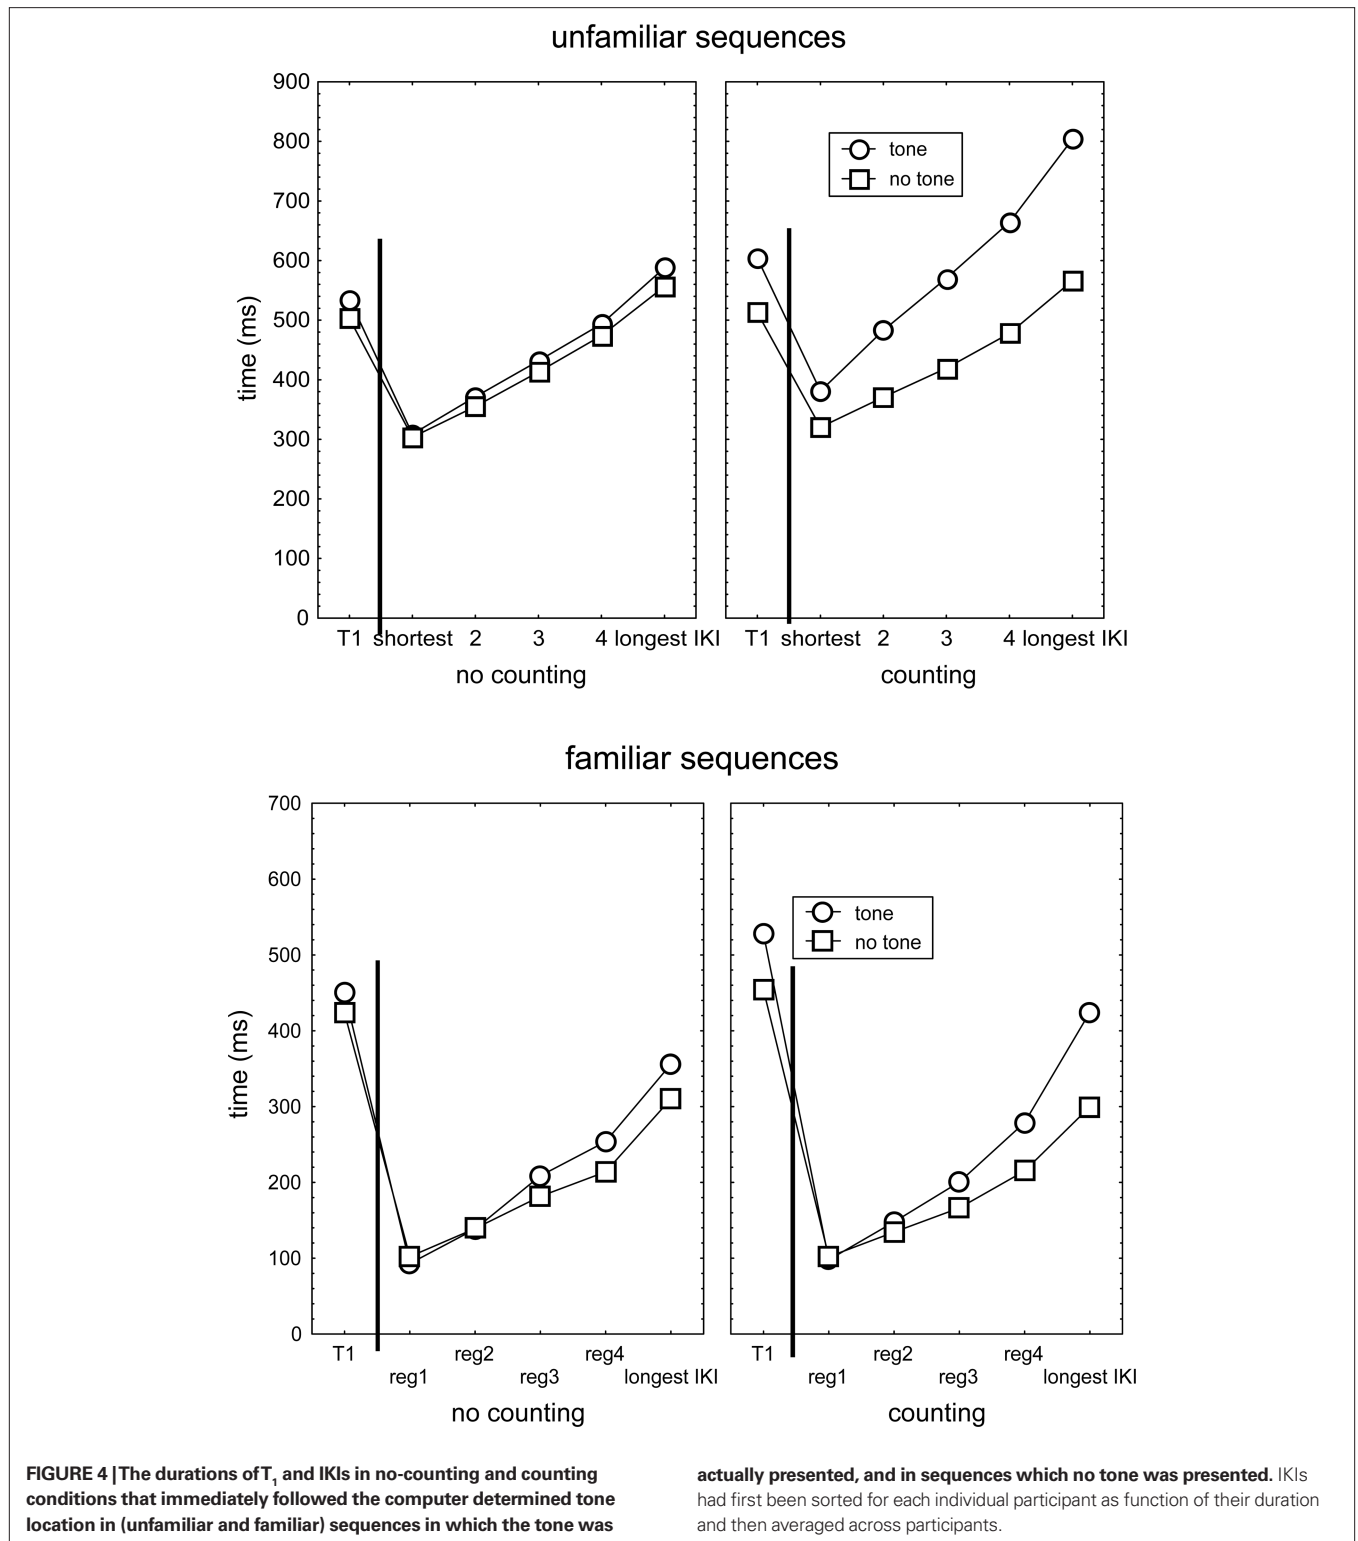 unfamiliar sequences
900
800
700
600
500
400
300
200
100
0
time (ms)
tone
no tone
T1 shortest 2 3 4 longest IKI
T1 shortest 2 3 4 longest IKI
no counting
counting
familiar sequences
700
600
500
400
300
200
100
0
time (ms)
tone
no tone
T1 reg2 reg4
reg1 reg3 longest IKI
T1 reg2 reg4
reg1 reg3 longest IKI
no counting
counting
FIGURE 4 | The durations of T1 and IKIs in no-counting and counting
conditions that immediately followed the computer determined tone
location in (unfamiliar and familiar) sequences in which the tone was
actually presented, and in sequences which no tone was presented. IKIs
had first been sorted for each individual participant as function of their duration
and then averaged across participants.